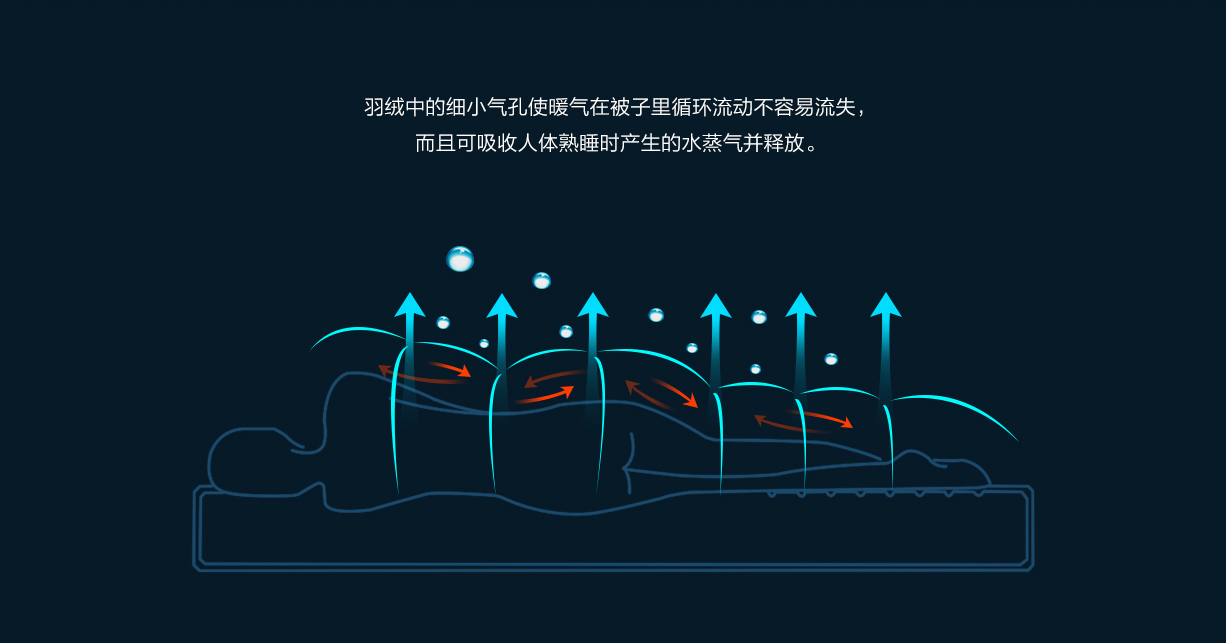 羽绒中的细小气孔使暖气在被子里循环流动不容易流失，
而且可吸收人体熟睡时产生的水蒸气并释放。